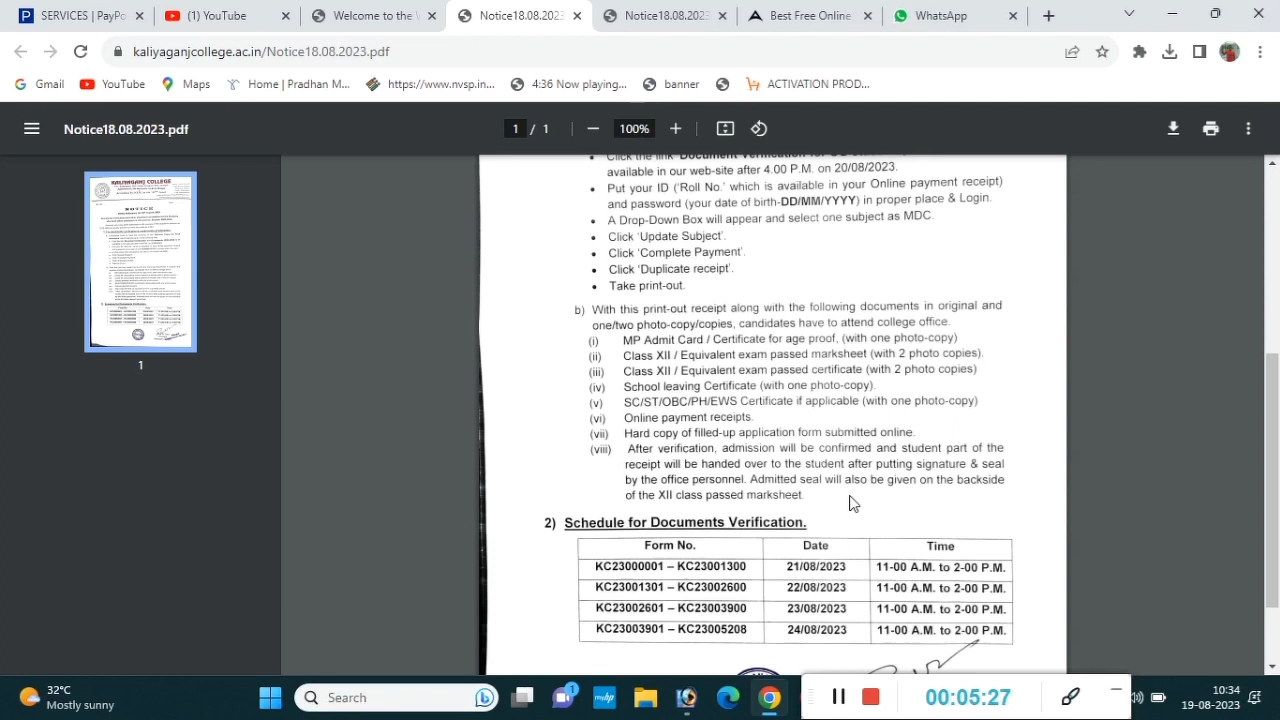 SERVICES | PayPo
(1) YouTube
Welcome to the
Notice18.08.2023
Notice18.08.2023
Best Free Online
WhatsApp
kaliyaganjcollege.ac.in/Notice18.08.2023.pdf
Gmail
YouTube
Maps
Home | Pradhan M...
https://www.nvsp.in...
4:36 Now playing...
banner
ACTIVATION PROD...
Notice18.08.2023.pdf
1 / 1
100%
KALIYAGANJ COLLEGE
NOTICE
1
Click the link 'Document Verification for
available in our web-site after 4.00 P.M. on 20/08/2023.
• Put your ID ('Roll No.' which is available in your Online payment receipt)
and password (your date of birth-DD/MM/YYYY) in proper place & Login.
• A Drop-Down Box will appear and select one subject as MDC.
• Click 'Update Subject'.
• Click 'Complete Payment'.
• Click 'Duplicate receipt'.
• Take print-out.
b) With this print-out receipt along with the following documents in original and
one/two photo-copy/copies, candidates have to attend college office.
(i) MP Admit Card / Certificate for age proof, (with one photo-copy)
(ii) Class XII / Equivalent exam passed marksheet (with 2 photo copies).
(iii) Class XII / Equivalent exam passed certificate (with 2 photo copies)
(iv) School leaving Certificate (with one photo-copy).
(v) SC/ST/OBC/PH/EWS Certificate if applicable (with one photo-copy)
(vi) Online payment receipts.
(vii) Hard copy of filled-up application form submitted online.
(viii) After verification, admission will be confirmed and student part of the
receipt will be handed over to the student after putting signature & seal
by the office personnel. Admitted seal will also be given on the backside
of the XII class passed marksheet.
2) Schedule for Documents Verification.
Form No. Date Time
KC23000001 – KC23001300 21/08/2023 11-00 A.M. to 2-00 P.M.
KC23001301 – KC23002600 22/08/2023 11-00 A.M. to 2-00 P.M.
KC23002601 – KC23003900 23/08/2023 11-00 A.M. to 2-00 P.M.
KC23003901 – KC23005208 24/08/2023 11-00 A.M. to 2-00 P.M.
32°C
Mostly sunny
Search
1
myhp
00:05:27
10:34
19-08-2023